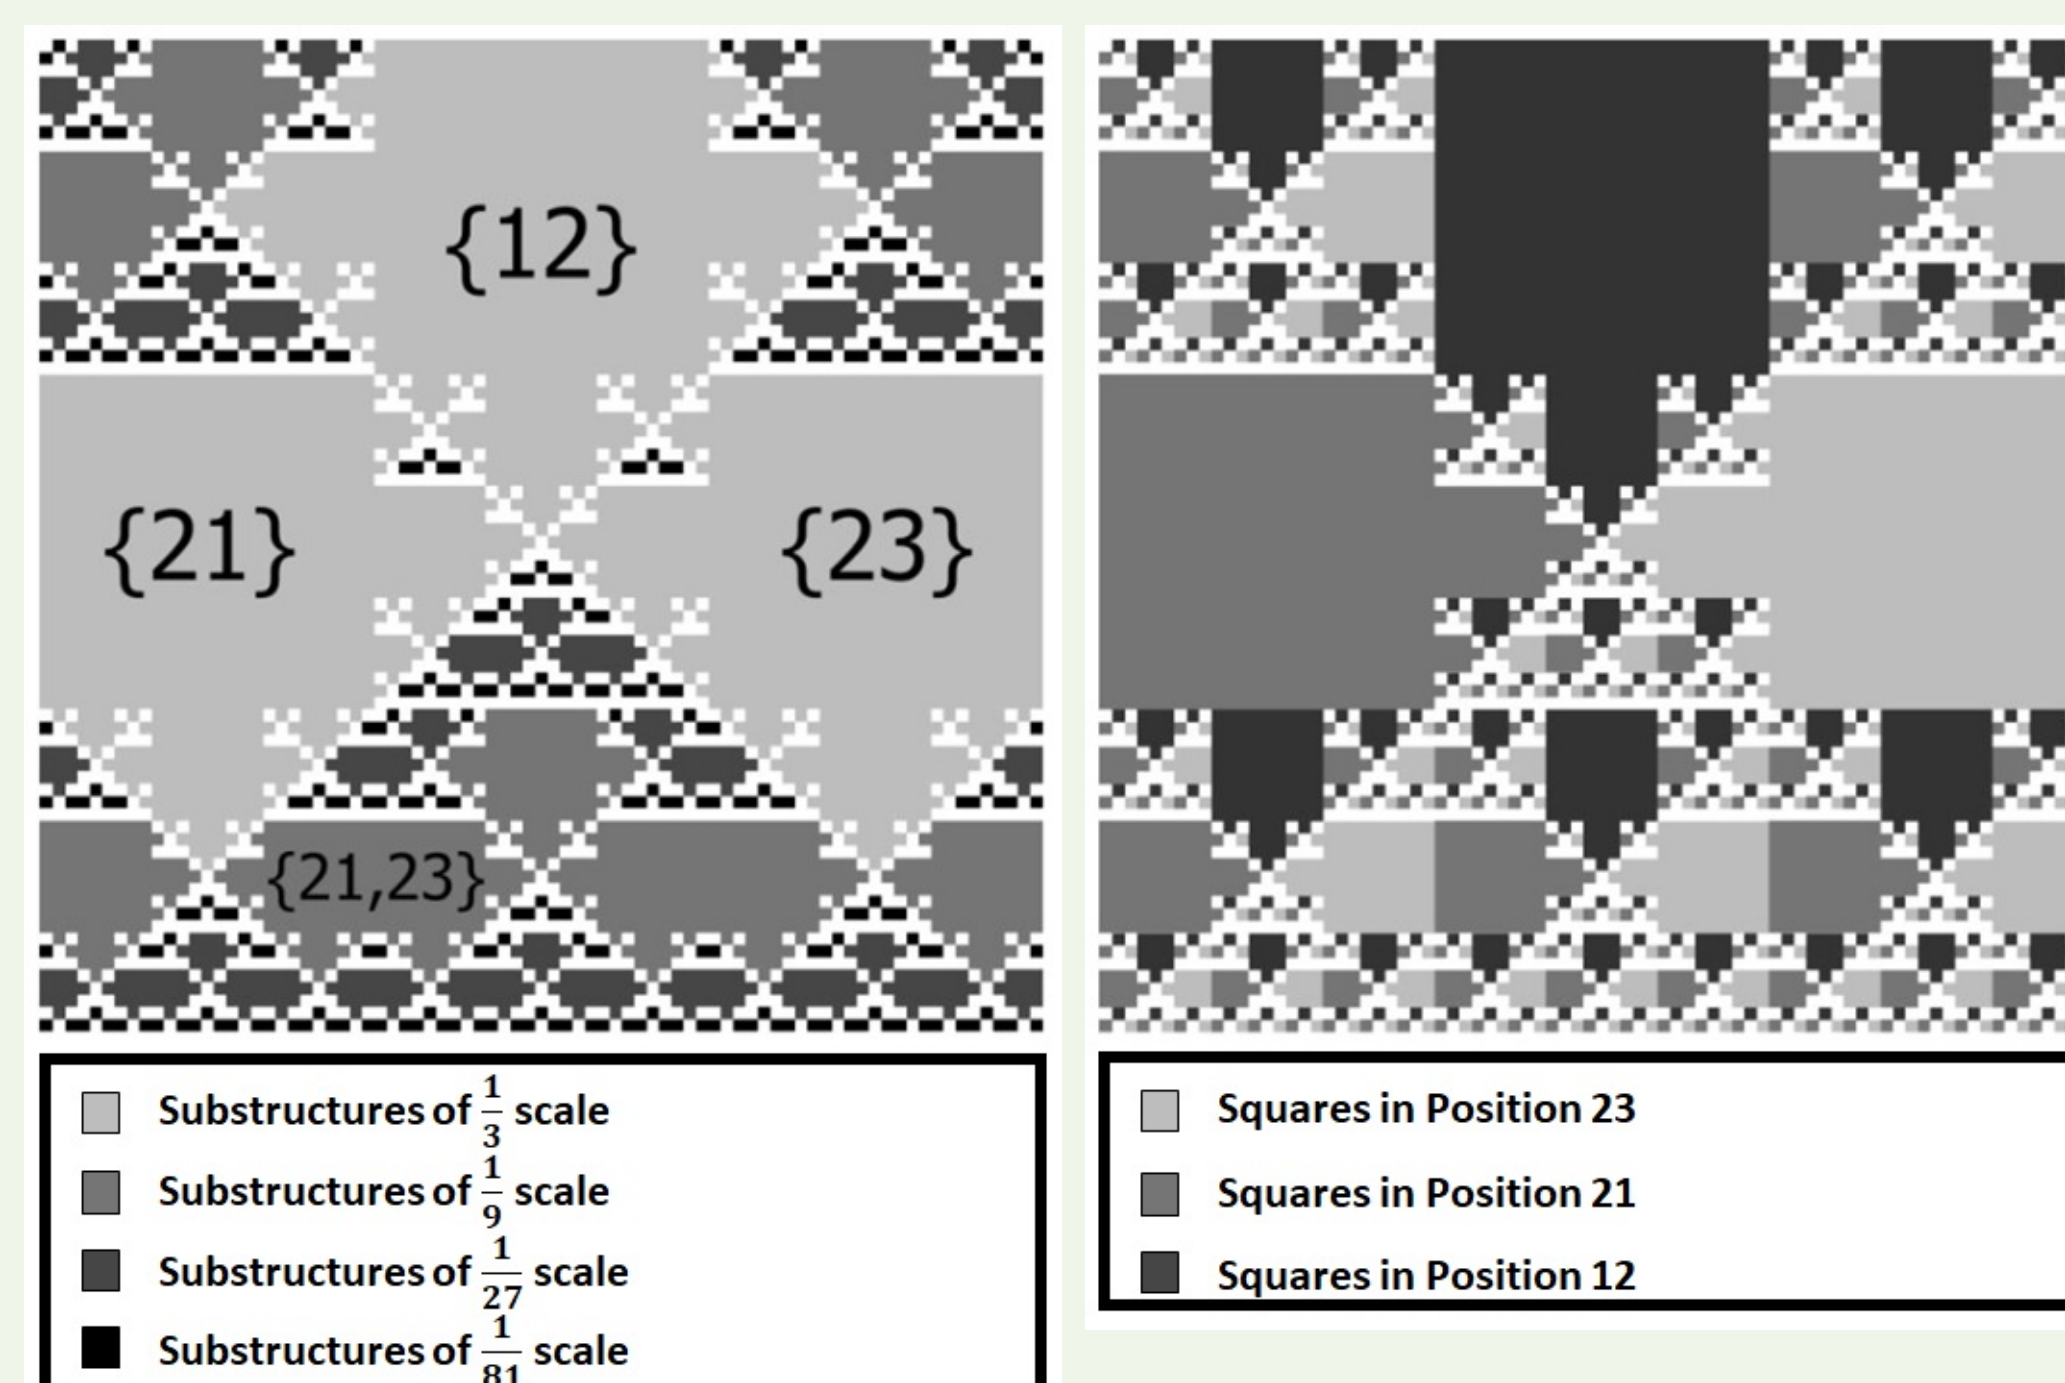 {12}
{21}
{23}
{21,23}
Substructures of 1/3 scale
Substructures of 1/9 scale
Substructures of 1/27 scale
Substructures of 1/81 scale
Squares in Position 23
Squares in Position 21
Squares in Position 12